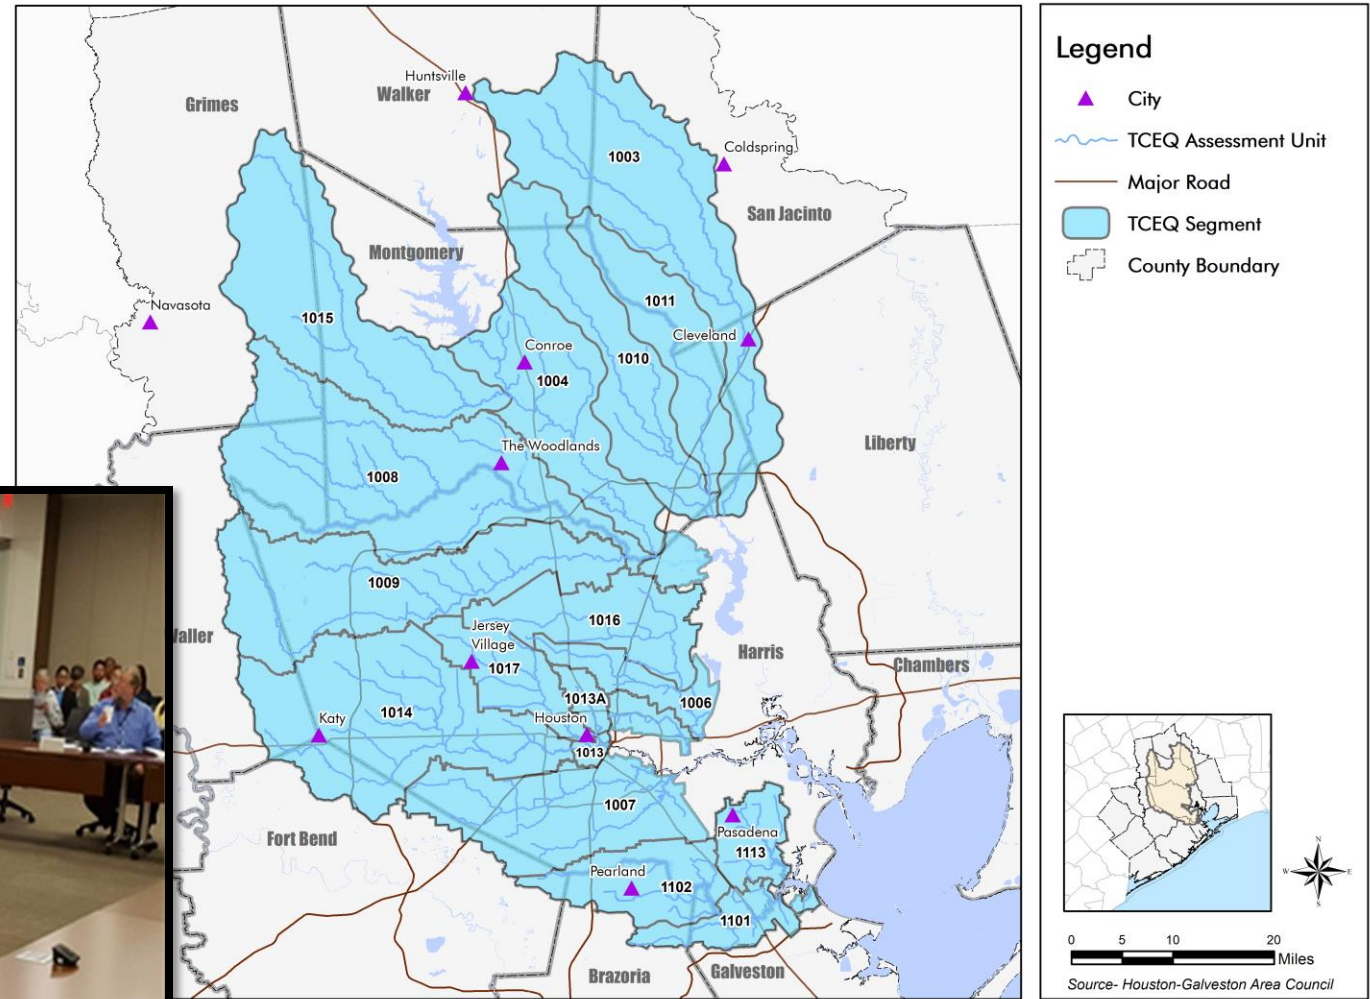 Huntsville
Walker
Grimes
1003
Coldspring
San Jacinto
Montgomery
Navasota
1015
1011
Cleveland
Conroe
1010
1004
The Woodlands
Liberty
1008
1009
1016
Jersey
Village
Harris
1017
Chambers
1013A
1006
1014
Katy
Houston
1013
1007
Fort Bend
Pasadena
1113
Pearland
1102
1101
Brazoria
Galveston
Legend
City
TCEQ Assessment Unit
Major Road
TCEQ Segment
County Boundary
N
W
E
S
0 5 10 20
Miles
Source- Houston-Galveston Area Council